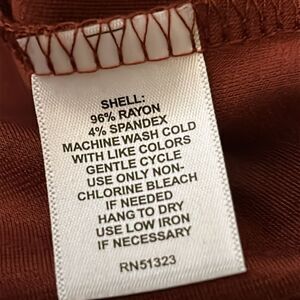 SHELL:
96% RAYON
4% SPANDEX
MACHINE WASH COLD
WITH LIKE COLORS
GENTLE CYCLE
USE ONLY NON-
CHLORINE BLEACH
IF NEEDED
HANG TO DRY
USE LOW IRON
IF NECESSARY
RN51323